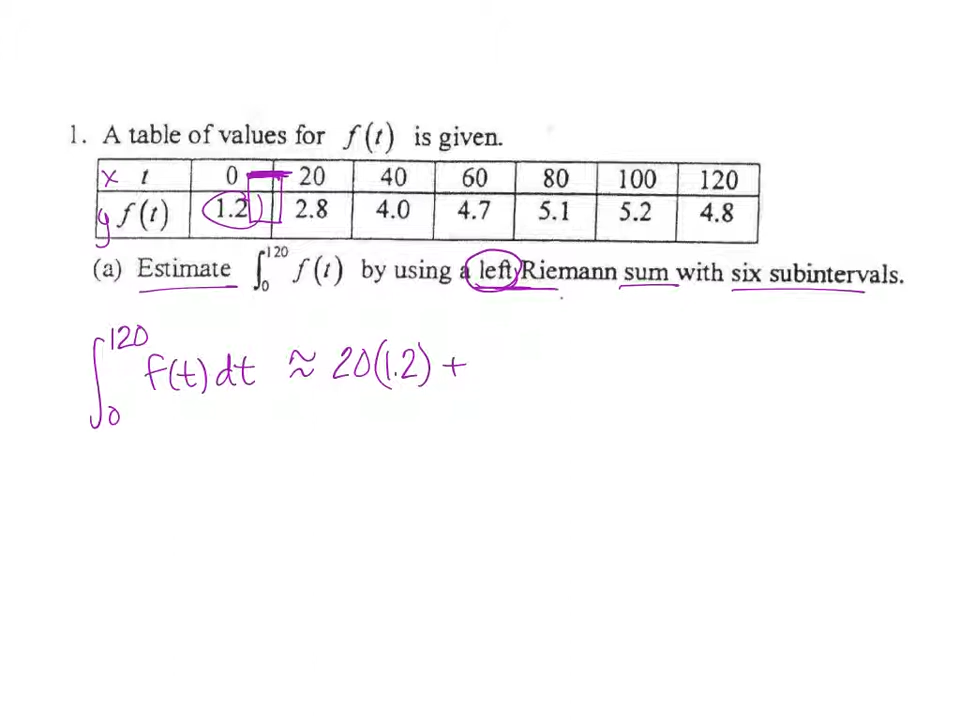 1. A table of values for f(t) is given.
x t 0 20 40 60 80 100 120
y f(t) 1.2 2.8 4.0 4.7 5.1 5.2 4.8
(a) Estimate ∫₀¹²⁰ f(t) by using a left Riemann sum with six subintervals.
∫₀¹²⁰ f(t) dt ≈ 20(1.2) +